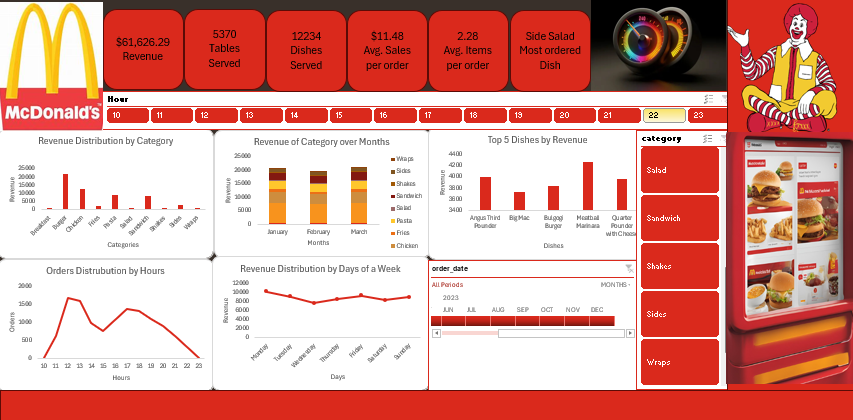 McDonald's
$61,626.29
Revenue
5370
Tables
Served
12234
Dishes
Served
$11.48
Avg. Sales
per order
2.28
Avg. Items
per order
Side Salad
Most ordered
Dish
Hour
10 11 12 13 14 15 16 17 18 19 20 21 22 23
Revenue Distribution by Category
Revenue
25000
20000
15000
10000
5000
0
Breakfast Burger Chicken Fries Pasta Salad Sandwich Shakes Sides Wraps
Categories
Revenue of Category over Months
Revenue
25000
20000
15000
10000
5000
0
January February March
Months
Wraps
Sides
Shakes
Sandwich
Salad
Pasta
Fries
Chicken
Top 5 Dishes by Revenue
Revenue
4400
4200
4000
3800
3600
3400
Angus Third Pounder
Big Mac
Bulgogi Burger
Meatball Marinara
Quarter Pounder with Cheese
Dishes
category
Salad
Sandwich
Shakes
Sides
Wraps
Orders Distrubution by Hours
Orders
2000
1500
1000
500
0
10 11 12 13 14 15 16 17 18 19 20 21 22 23
Hours
Revenue Distribution by Days of a Week
Revenue
12000
10000
8000
6000
4000
2000
0
Monday Tuesday Wednesday Thursday Friday Saturday Sunday
Days
order_date
All Periods MONTHS
2023
JUN JUL AUG SEP OCT NOV DEC